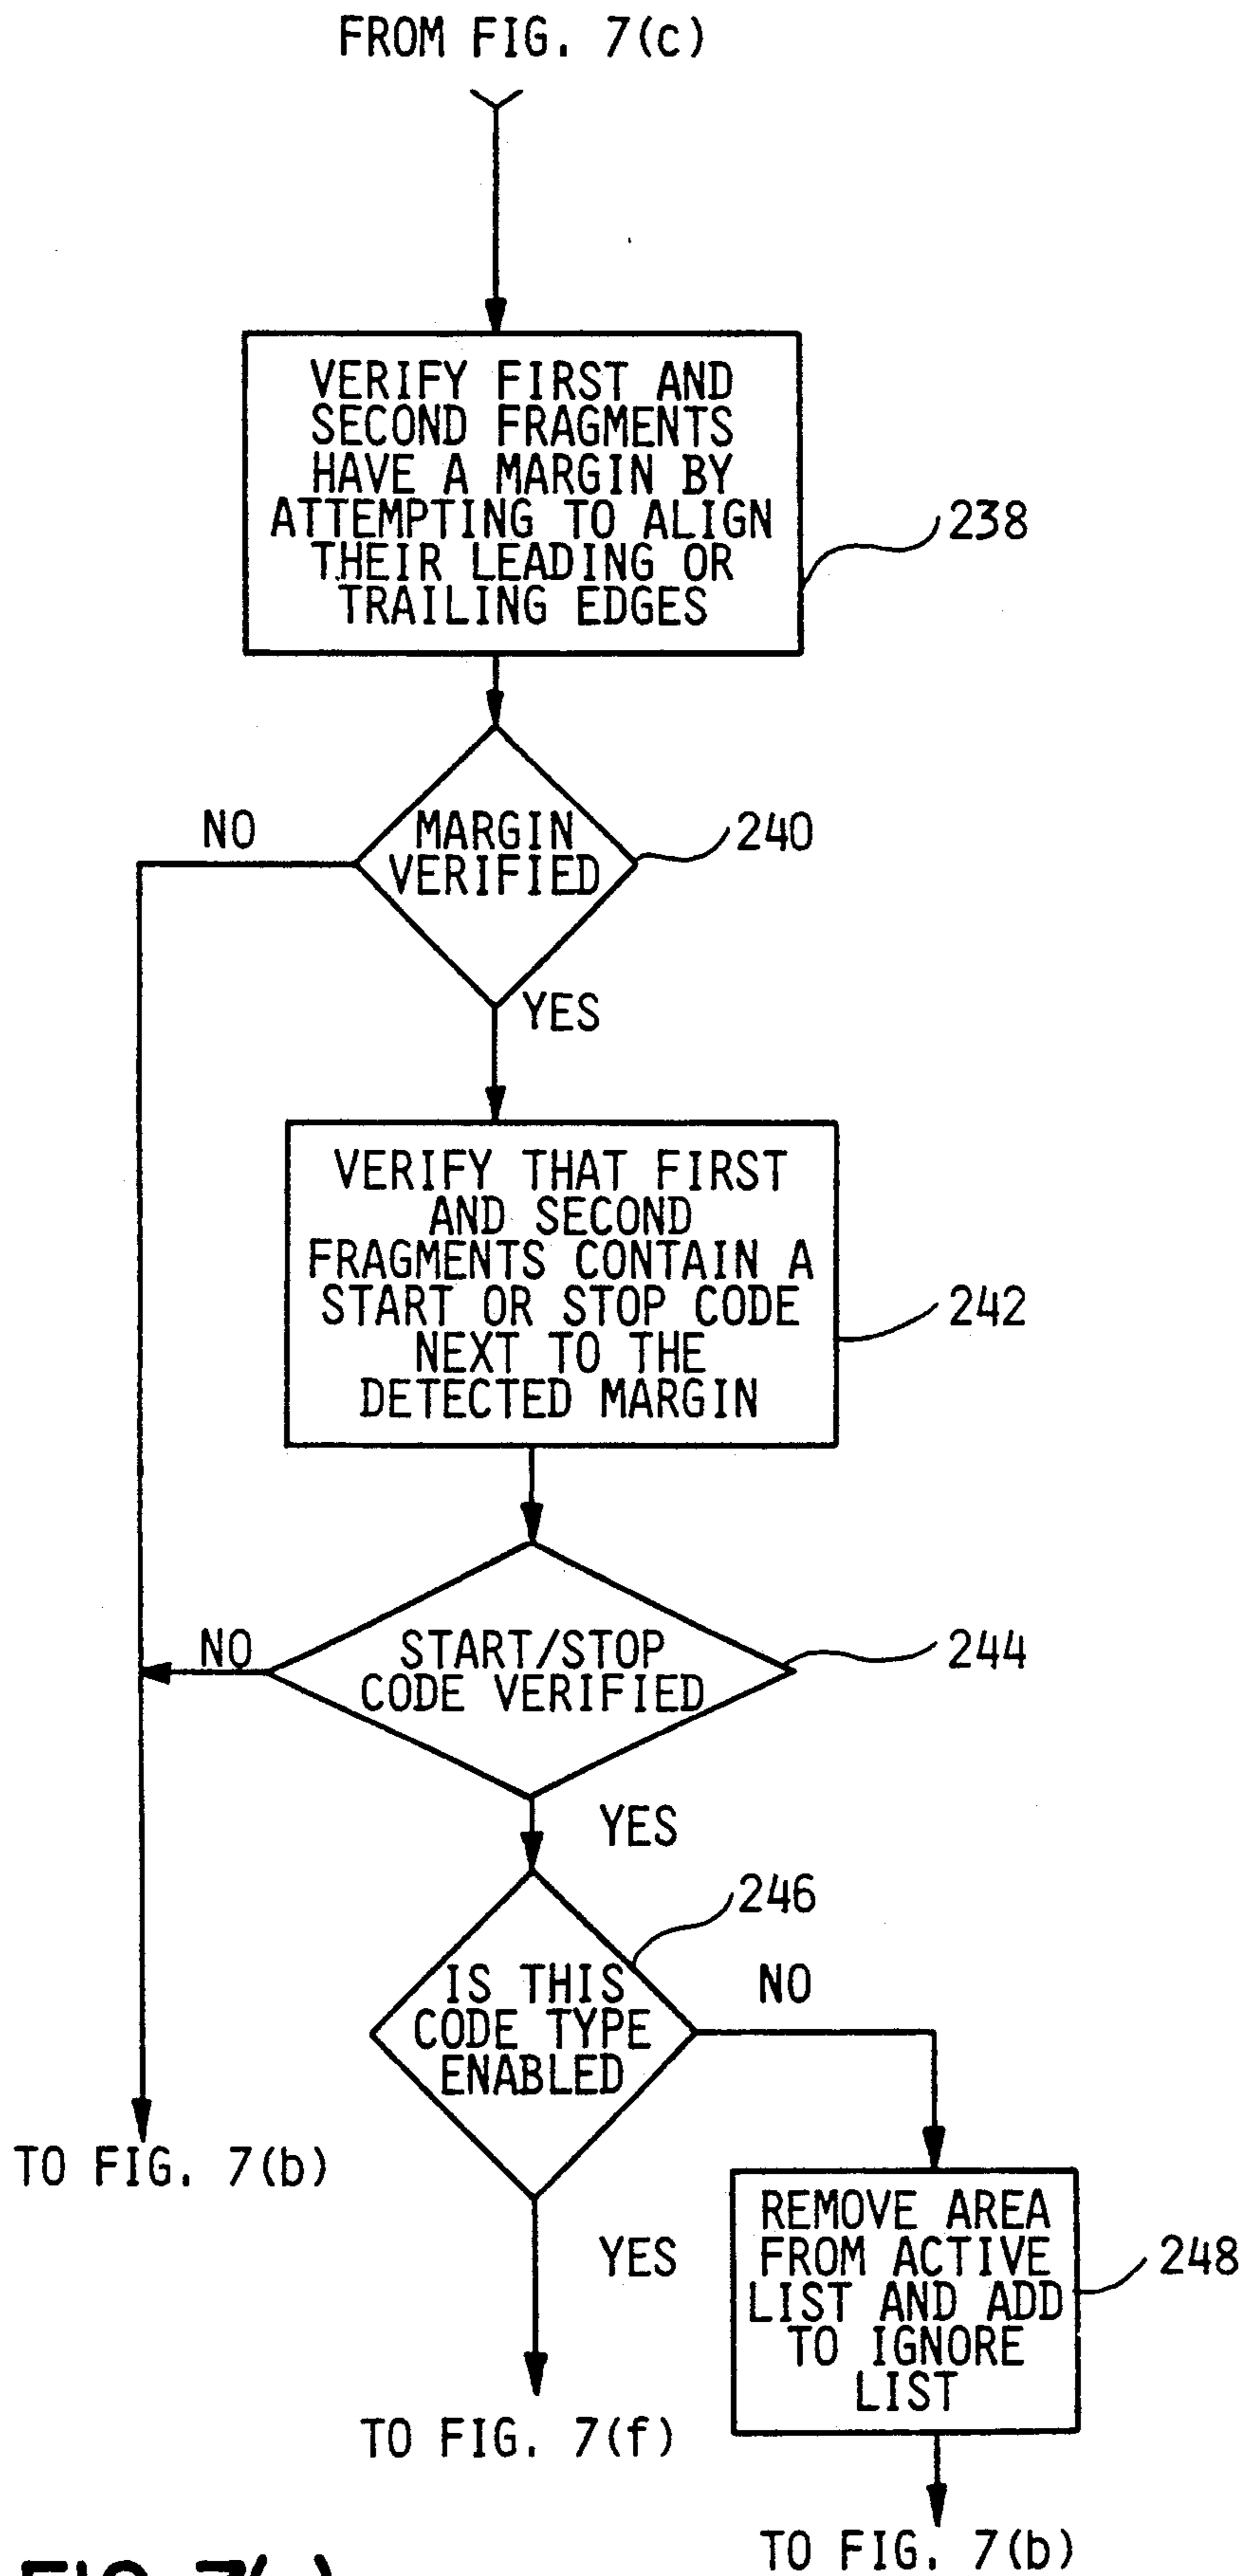 FROM FIG. 7(c)
VERIFY FIRST AND
SECOND FRAGMENTS
HAVE A MARGIN BY
ATTEMPTING TO ALIGN
THEIR LEADING OR
TRAILING EDGES
238
NO
MARGIN
VERIFIED
240
YES
VERIFY THAT FIRST
AND SECOND
FRAGMENTS CONTAIN A
START OR STOP CODE
NEXT TO THE
DETECTED MARGIN
242
NO
START/STOP
CODE VERIFIED
244
YES
246
IS THIS
CODE TYPE
ENABLED
NO
TO FIG. 7(b)
YES
REMOVE AREA
FROM ACTIVE
LIST AND ADD
TO IGNORE
LIST
248
TO FIG. 7(f)
TO FIG. 7(b)